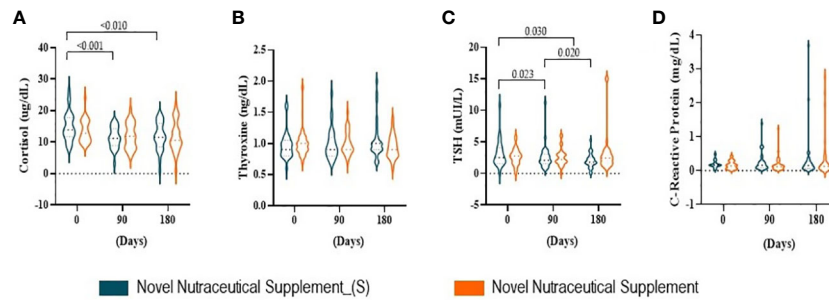 A
B
C
D
<0.010
<0.001
40
30
20
10
0
-10
Cortisol (ug/dL)
0 90 180
(Days)
2.5
2.0
1.5
1.0
0.5
0.0
Thyroxine (ng/dL)
0 90 180
(Days)
0.030
0.020
0.023
20
15
10
5
0
-5
TSH (mUI/L)
0 90 180
(Days)
4
3
2
1
0
-1
C-Reactive Protein (mg/dL)
0 90 180
(Days)
Novel Nutraceutical Supplement_(S)
Novel Nutraceutical Supplement